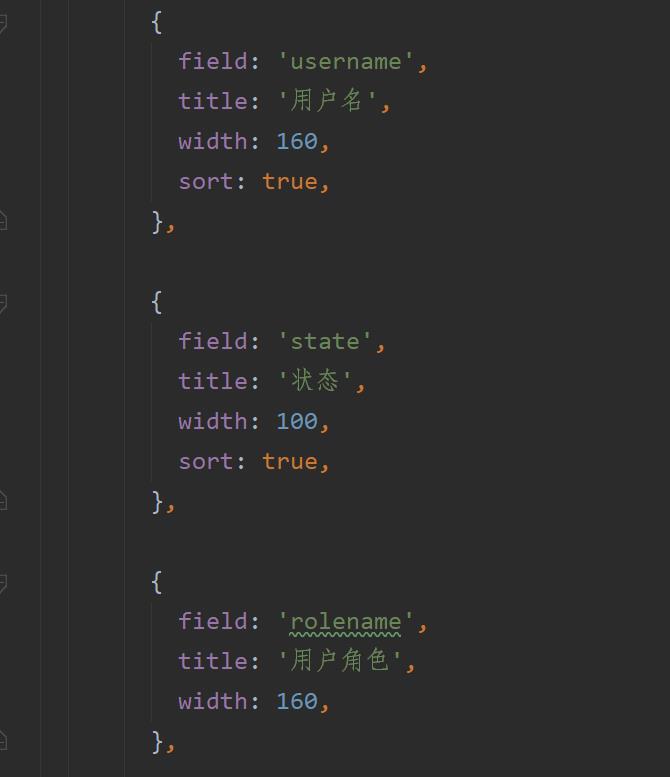 {
field: 'username',
title: '用户名',
width: 160,
sort: true,
},
{
field: 'state',
title: '状态',
width: 100,
sort: true,
},
{
field: 'rolename',
title: '用户角色',
width: 160,
},